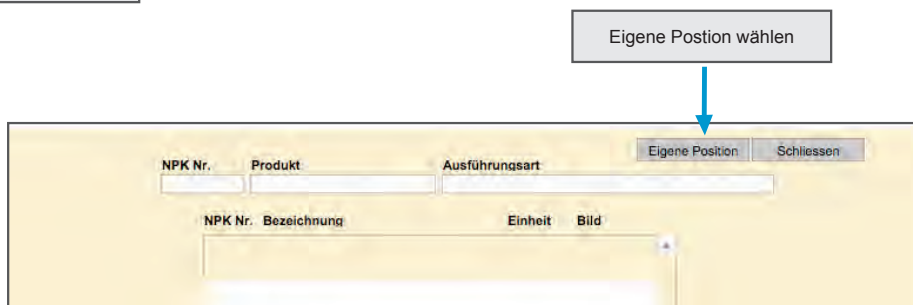 Eigene Postion wählen
Eigene Position Schliessen
NPK Nr. Produkt Ausführungsart
NPK Nr. Bezeichnung Einheit Bild